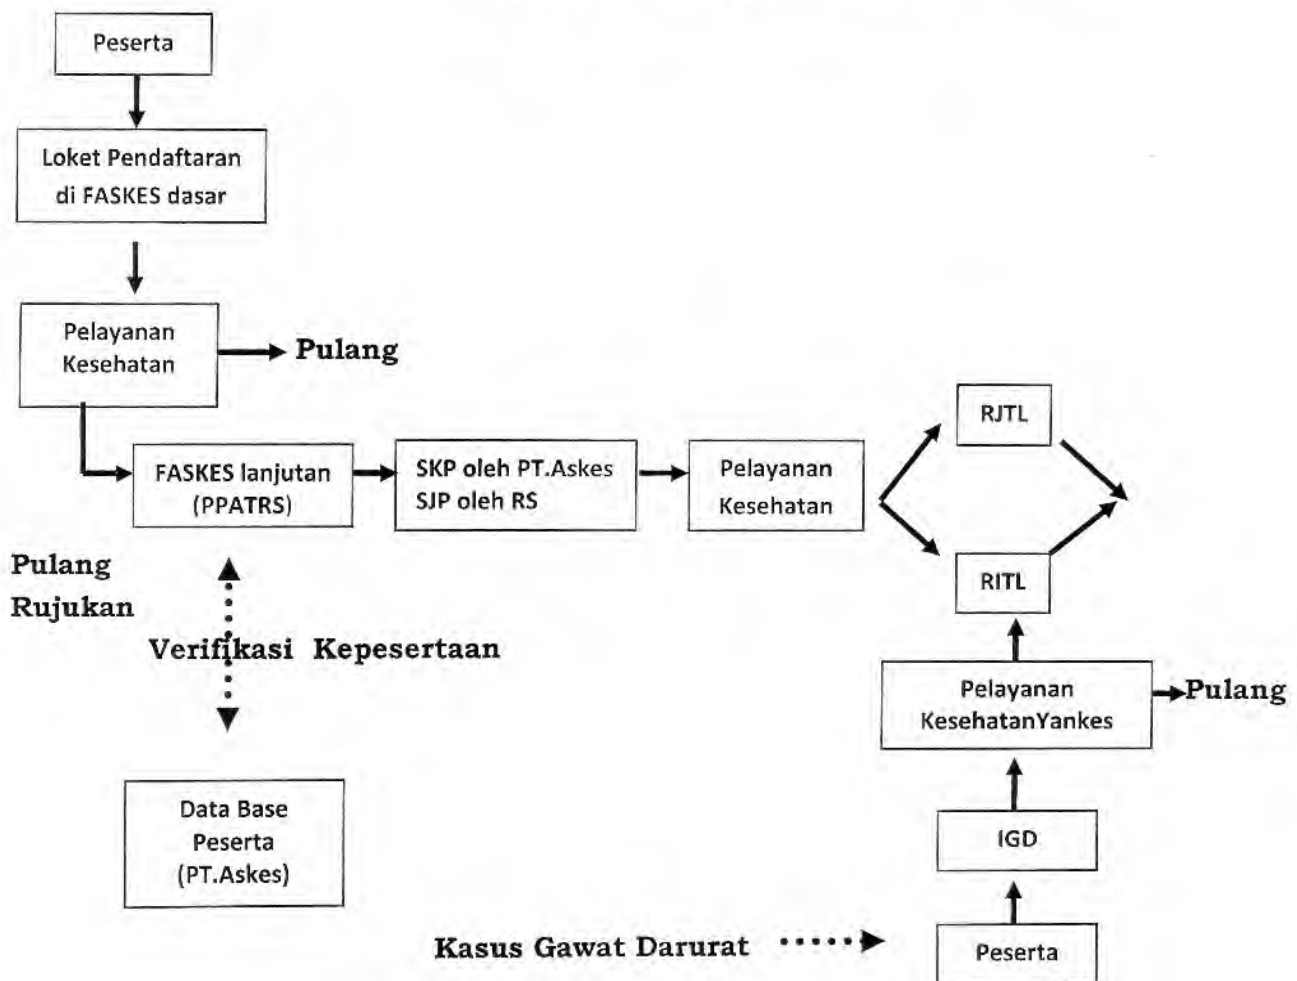 Peserta
Loket Pendaftaran
di FASKES dasar
Pelayanan
Kesehatan
Pulang
FASKES lanjutan
(PPATRS)
SKP oleh PT.Askes
SJP oleh RS
Pelayanan
Kesehatan
RJTL
RITL
Pulang
Rujukan
Verifikasi Kepesertaan
Data Base
Peserta
(PT.Askes)
Pelayanan
KesehatanYankes
Pulang
IGD
Kasus Gawat Darurat
Peserta